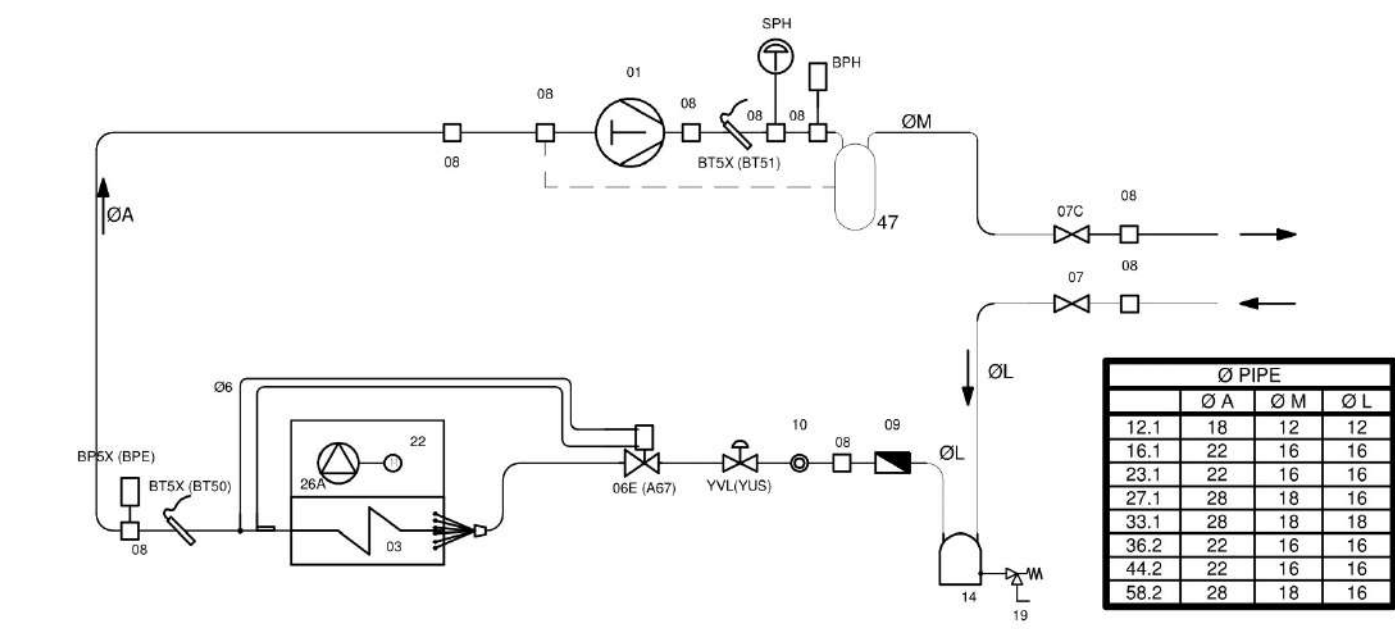 SPH
01
BPH
08
08
08
08
ØM
08
BT5X (BT51)
ØA
47
07C
08
07
08
ØL
Ø6
22
10
08
09
ØL
BP5X (BPE)
BT5X (BT50)
26A
06E (A67)
YVL(YUS)
08
03
14
19
Ø PIPE
Ø A Ø M Ø L
12.1 18 12 12
16.1 22 16 16
23.1 22 16 16
27.1 28 18 16
33.1 28 18 18
36.2 22 16 16
44.2 22 16 16
58.2 28 18 16